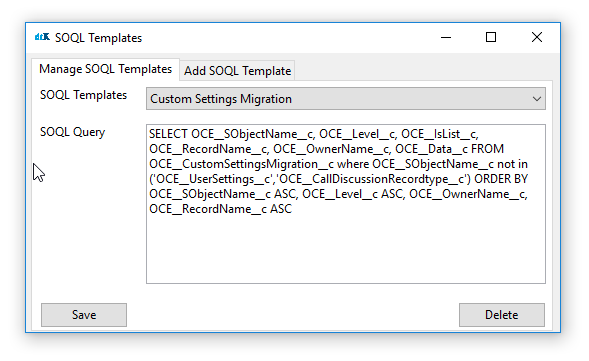 dtK SOQL Templates
Manage SOQL Templates Add SOQL Template
SOQL Templates Custom Settings Migration
SOQL Query
SELECT OCE__SObjectName__c, OCE__Level__c, OCE__IsList__c,
OCE__RecordName__c, OCE__OwnerName__c, OCE__Data__c FROM
OCE__CustomSettingsMigration__c where OCE__SObjectName__c not in
('OCE__UserSettings__c','OCE__CallDiscussionRecordtype__c') ORDER BY
OCE__SObjectName__c ASC, OCE__Level__c ASC, OCE__OwnerName__c,
OCE__RecordName__c ASC
Save Delete